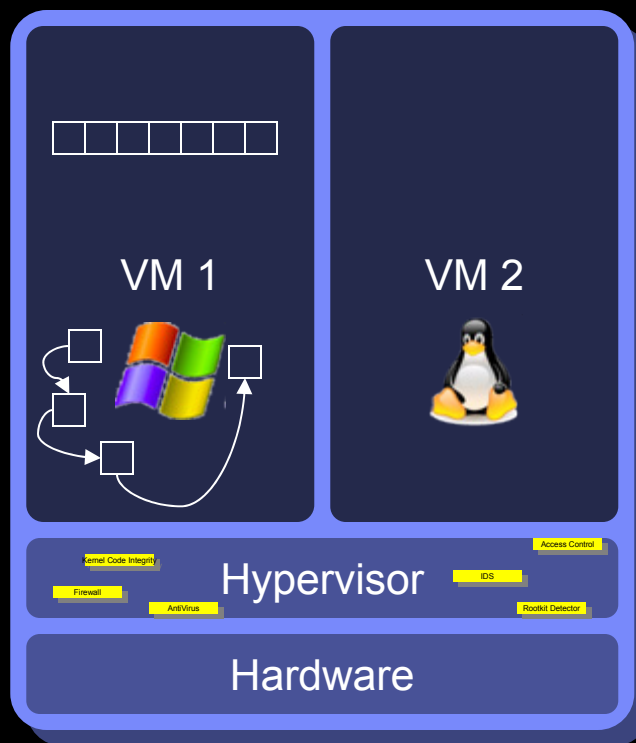 VM 1
VM 2
Access Control
Kernel Code Integrity
Hypervisor
IDS
Firewall
AntiVirus
Rootkit Detector
Hardware